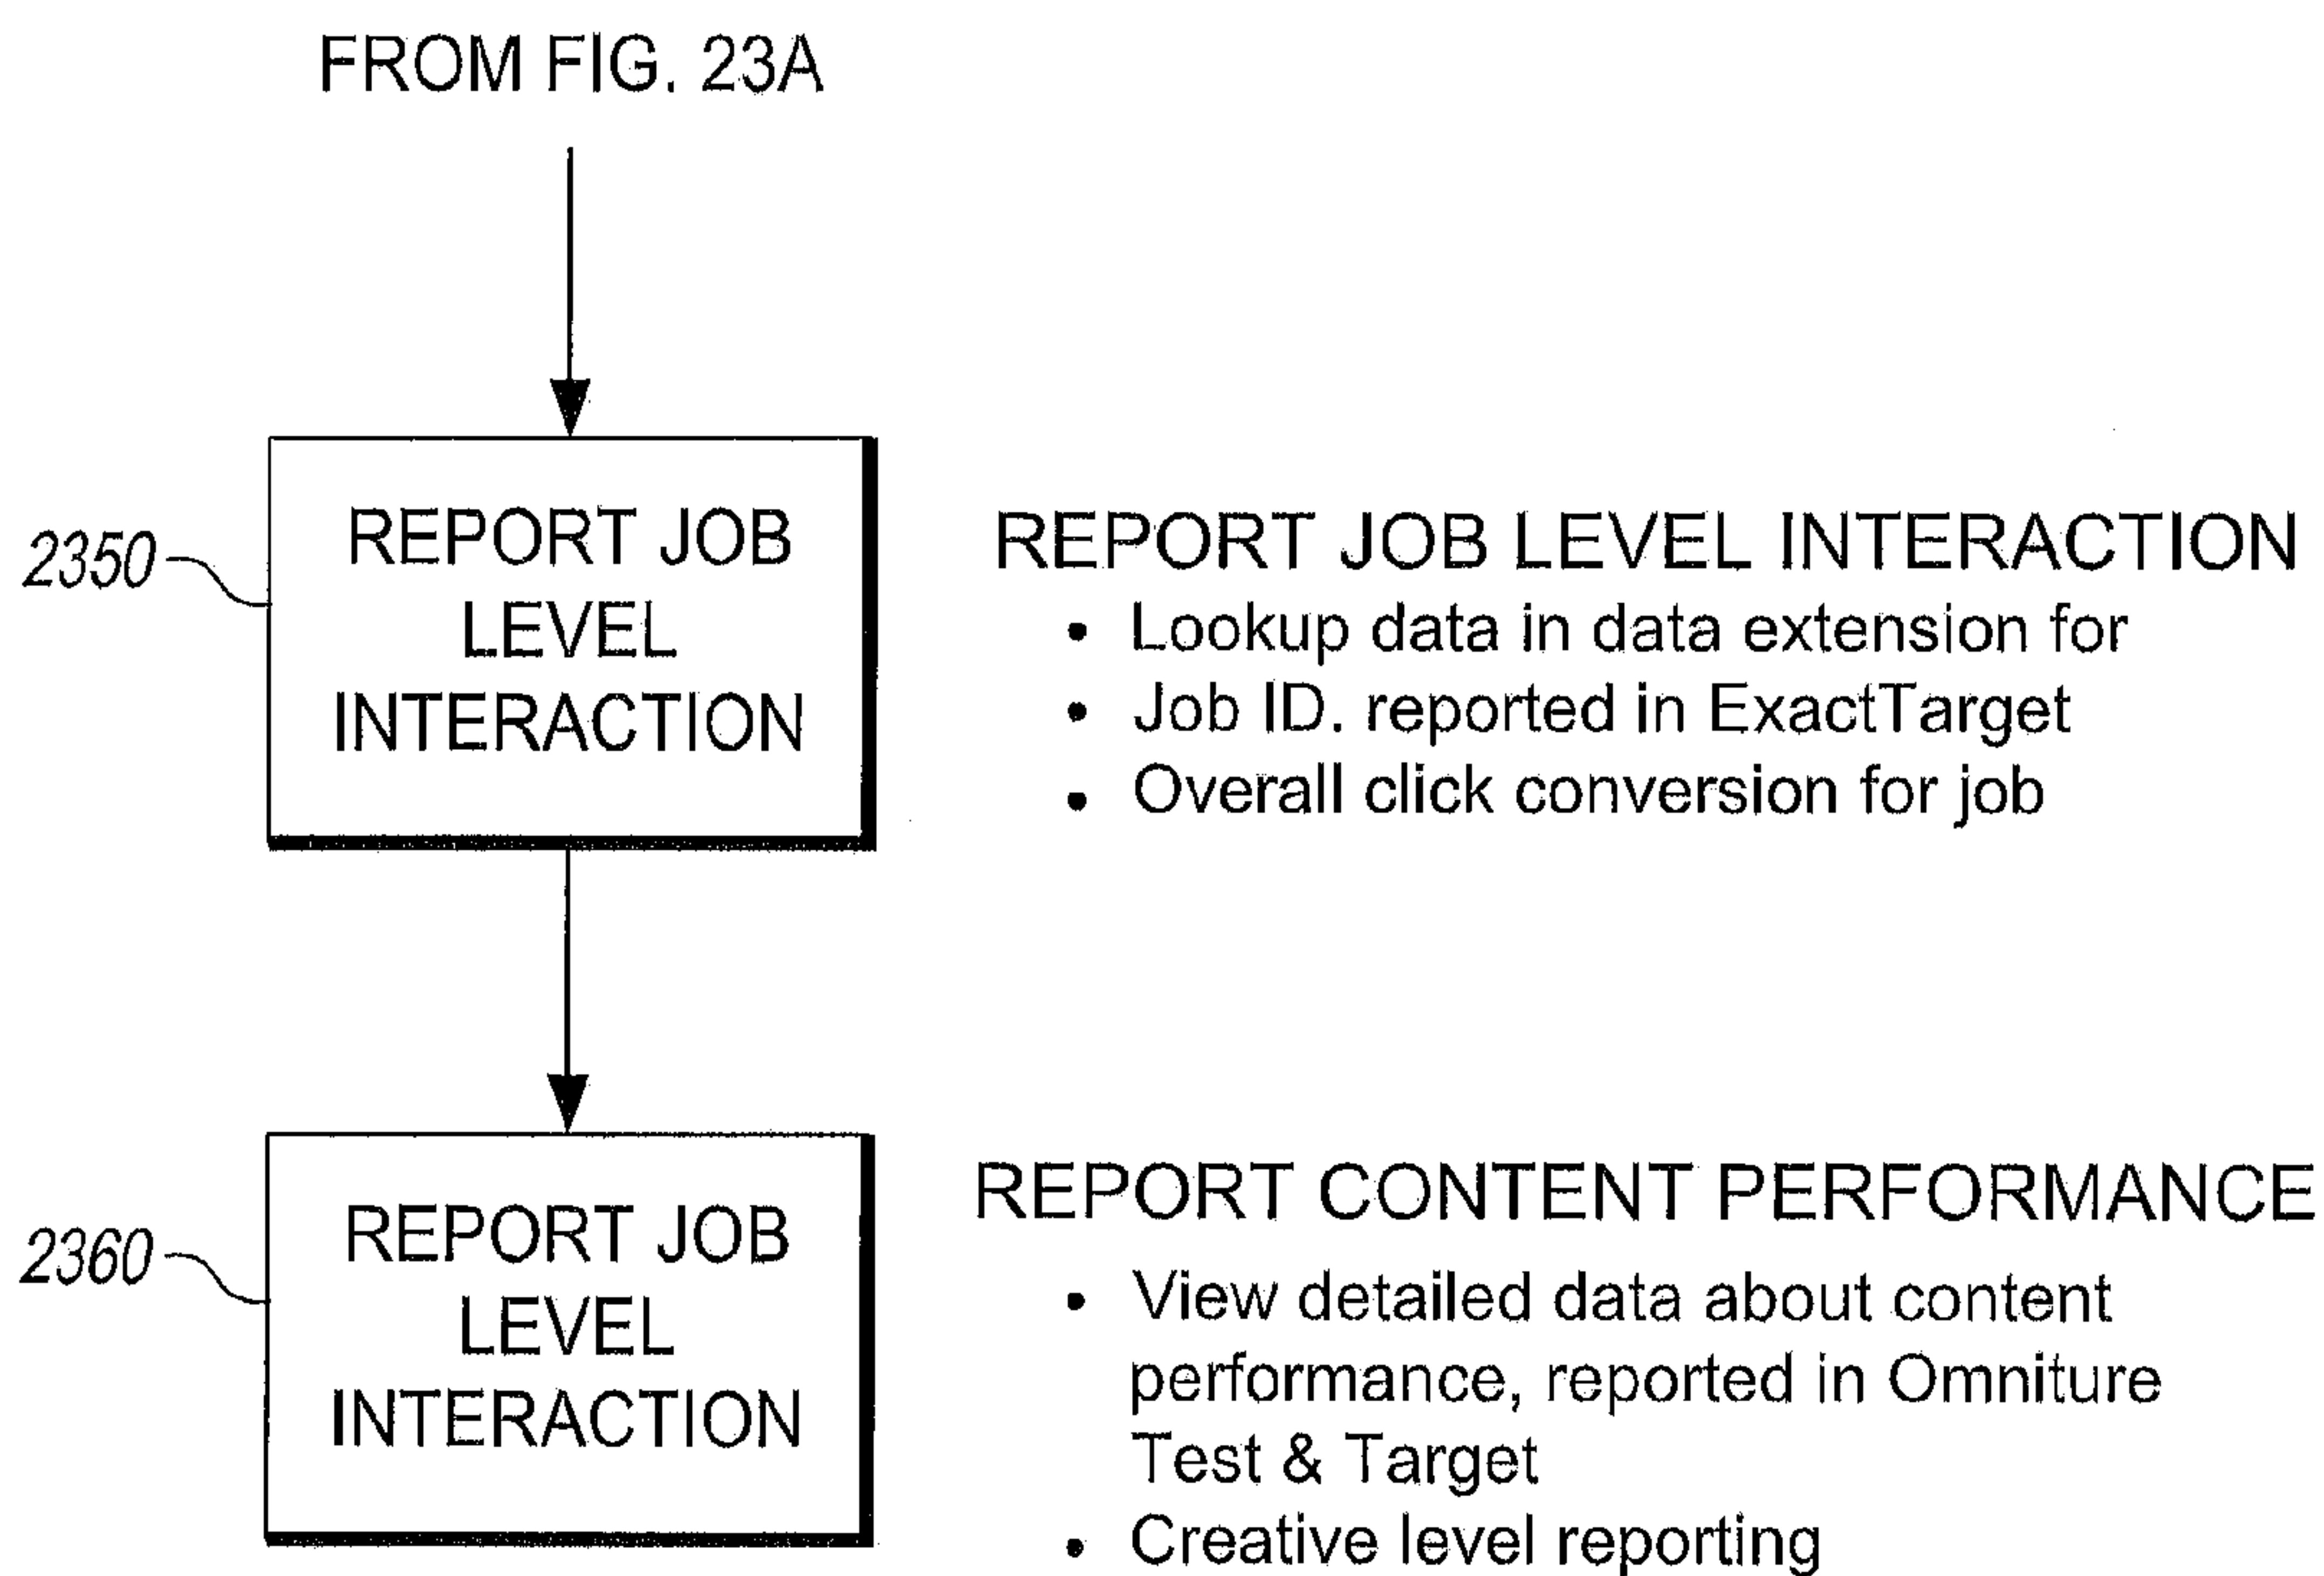 FROM FIG. 23A
2350
REPORT JOB
LEVEL
INTERACTION
REPORT JOB LEVEL INTERACTION
• Lookup data in data extension for
• Job ID. reported in ExactTarget
• Overall click conversion for job
2360
REPORT JOB
LEVEL
INTERACTION
REPORT CONTENT PERFORMANCE
• View detailed data about content
performance, reported in Omniture
Test & Target
• Creative level reporting